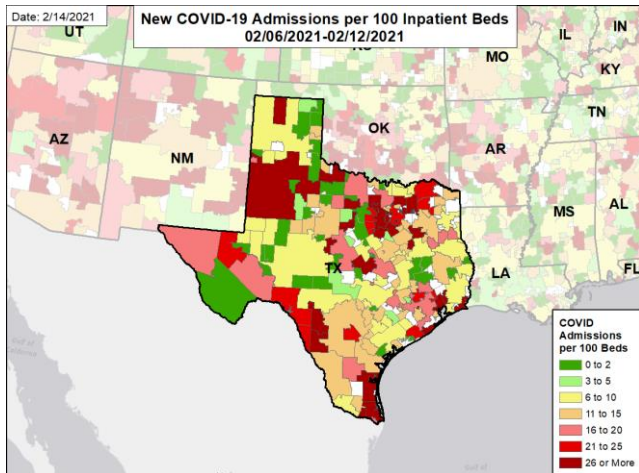 Date: 2/14/2021
New COVID-19 Admissions per 100 Inpatient Beds
02/06/2021-02/12/2021
UT
IL
IN
MO
KY
TN
AZ
NM
OK
AR
MS
AL
TX
LA
FL
COVID
Admissions
per 100 Beds
0 to 2
3 to 5
6 to 10
11 to 15
16 to 20
21 to 25
26 or More